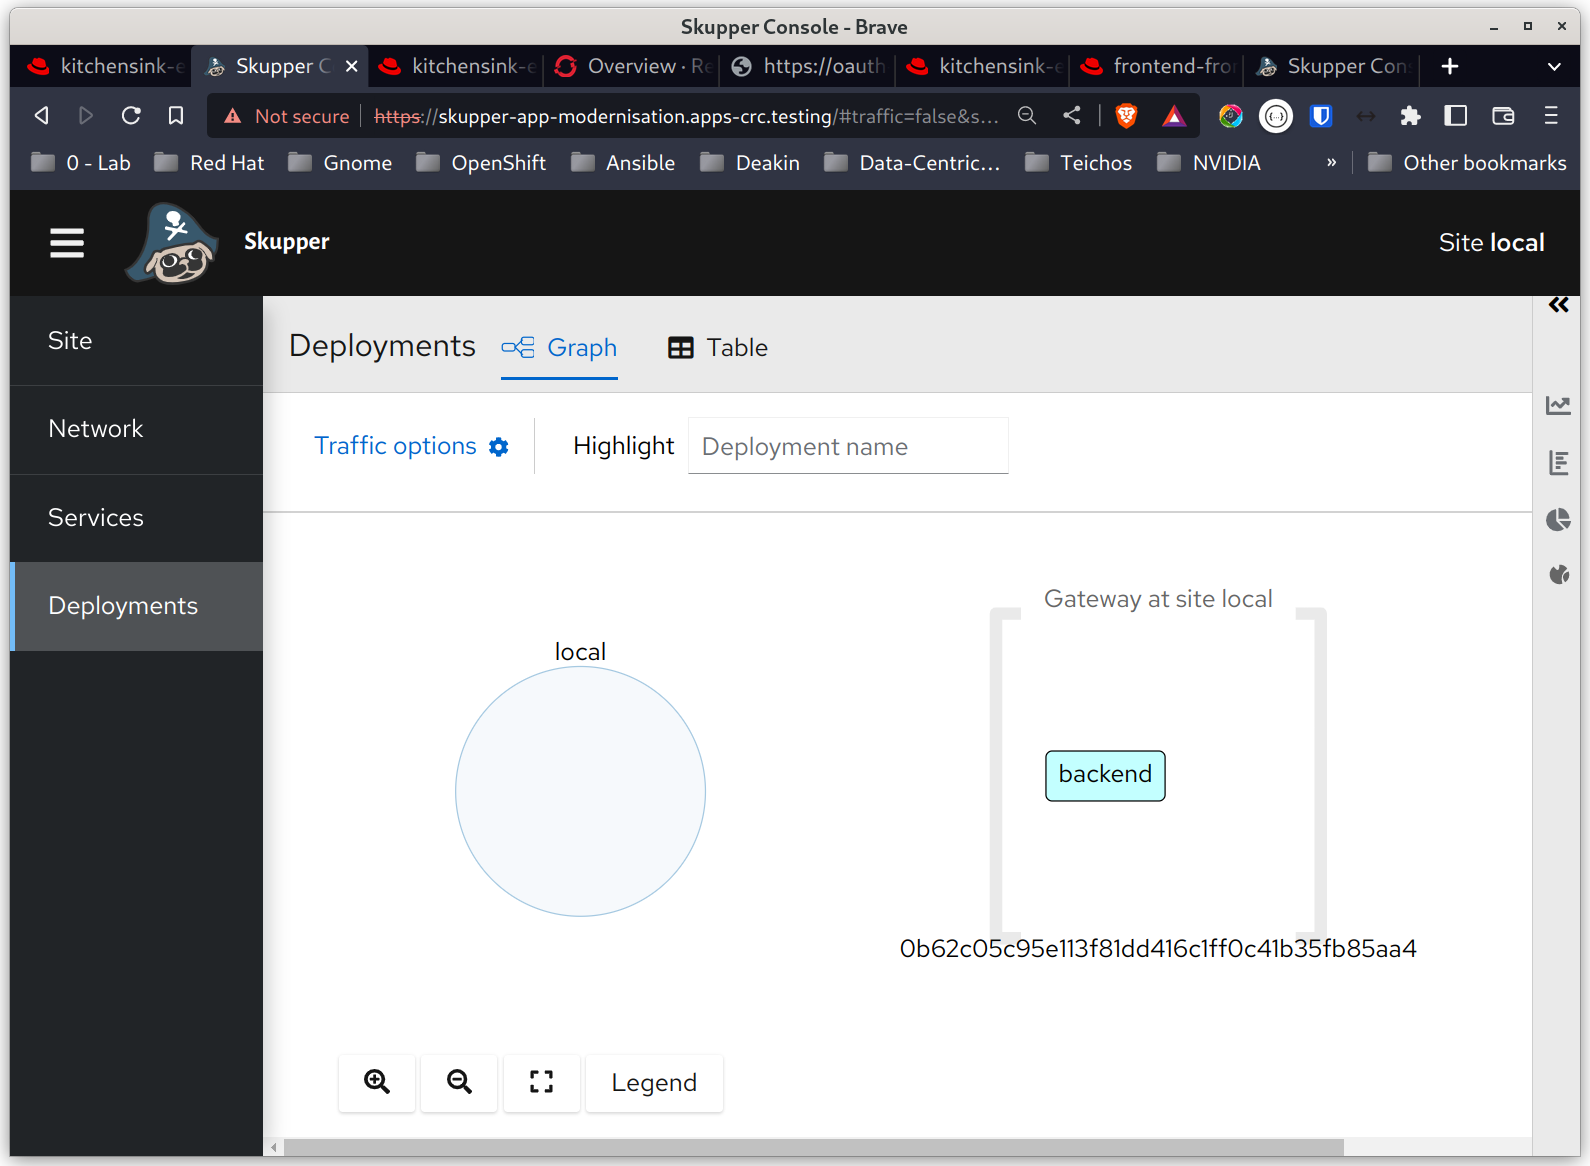 Skupper Console - Brave
kitchensink-e Skupper C kitchensink-e Overview · Re https://oauth kitchensink-e frontend-fron Skupper Cons
Not secure https://skupper-app-modernisation.apps-crc.testing/#traffic=false&s...
0 - Lab Red Hat Gnome OpenShift Ansible Deakin Data-Centric... Teichos NVIDIA » Other bookmarks
Skupper Site local
Site
Deployments Graph Table
Network
Traffic options Highlight Deployment name
Services
Deployments
Gateway at site local
local
backend
0b62c05c95e113f81dd416c1ff0c41b35fb85aa4
Legend